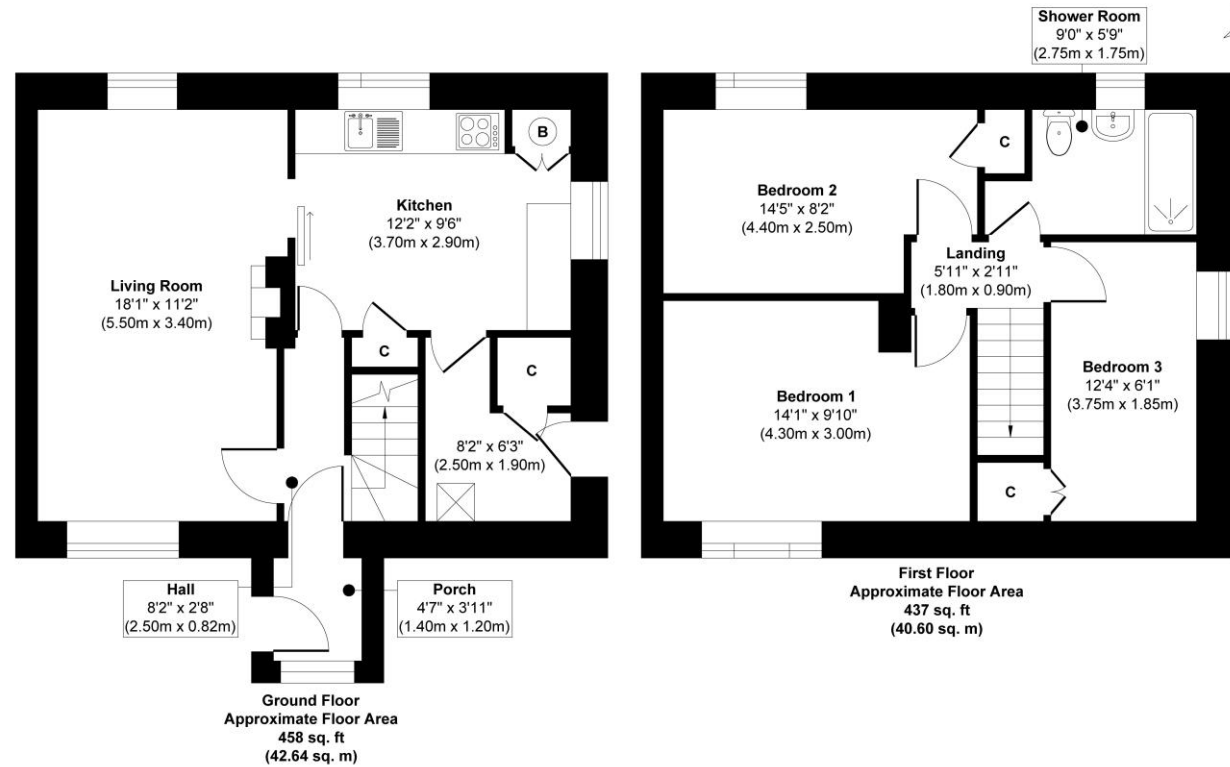 Shower Room
9'0" x 5'9"
(2.75m x 1.75m)
B
Kitchen
12'2" x 9'6"
(3.70m x 2.90m)
Living Room
18'1" x 11'2"
(5.50m x 3.40m)
C
C
8'2" x 6'3"
(2.50m x 1.90m)
Hall
8'2" x 2'8"
(2.50m x 0.82m)
Porch
4'7" x 3'11"
(1.40m x 1.20m)
Ground Floor
Approximate Floor Area
458 sq. ft
(42.64 sq. m)
C
Bedroom 2
14'5" x 8'2"
(4.40m x 2.50m)
Landing
5'11" x 2'11"
(1.80m x 0.90m)
Bedroom 1
14'1" x 9'10"
(4.30m x 3.00m)
Bedroom 3
12'4" x 6'1"
(3.75m x 1.85m)
C
First Floor
Approximate Floor Area
437 sq. ft
(40.60 sq. m)